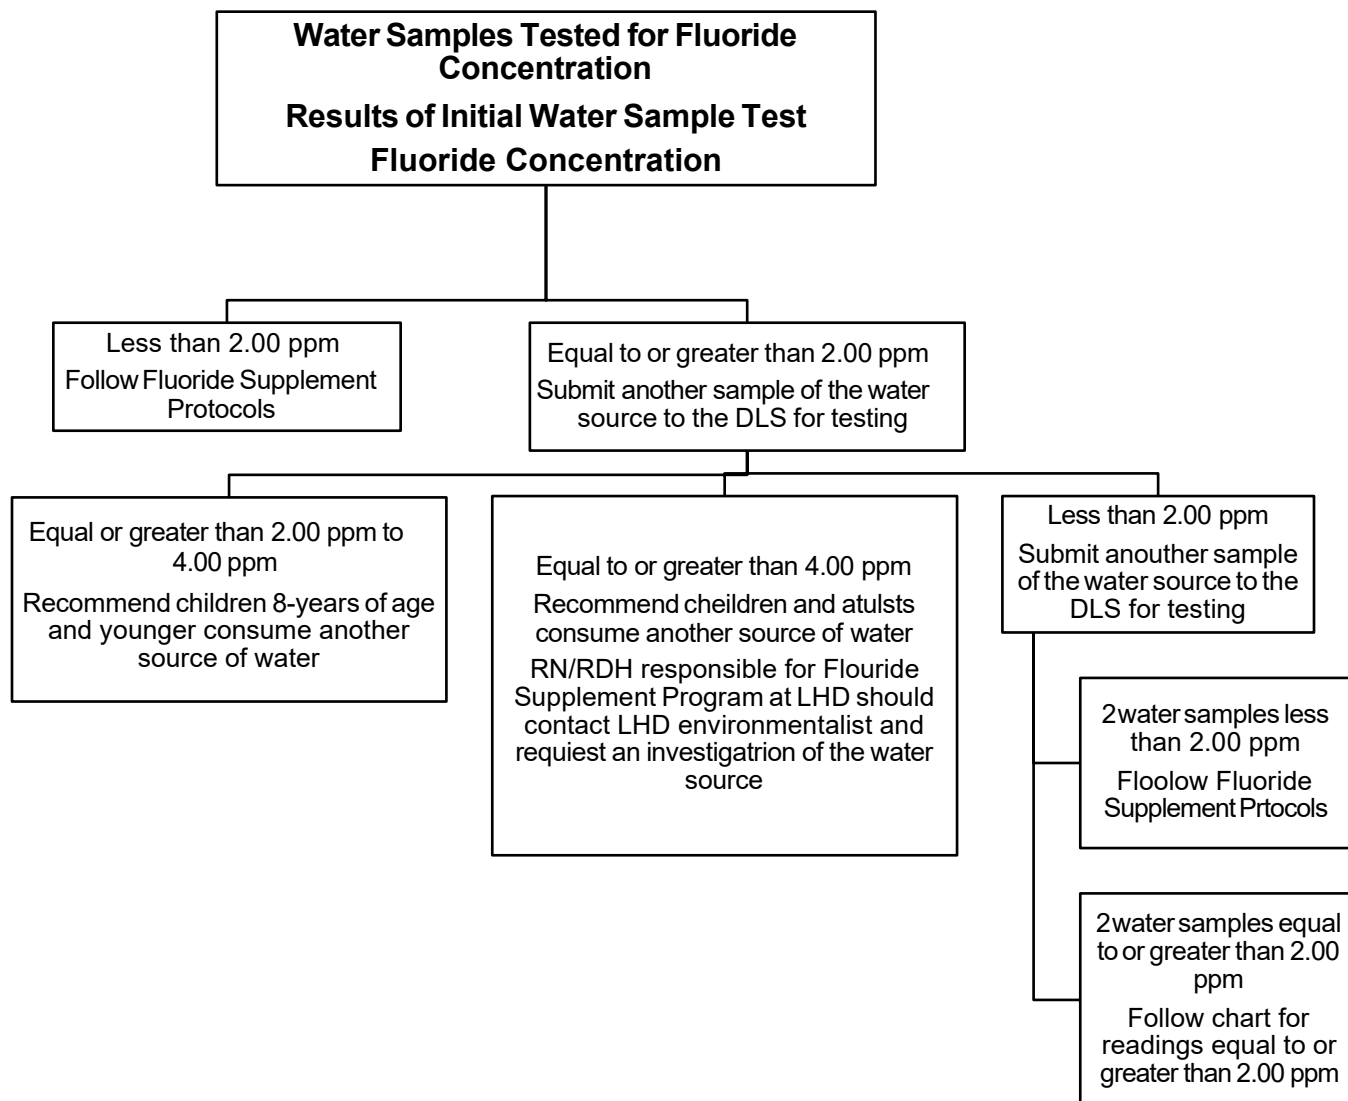 Water Samples Tested for Fluoride
Concentration
Results of Initial Water Sample Test
Fluoride Concentration
Less than 2.00 ppm
Follow Fluoride Supplement
Protocols
Equal to or greater than 2.00 ppm
Submit another sample of the water
source to the DLS for testing
Equal or greater than 2.00 ppm to
4.00 ppm
Recommend children 8-years of age
and younger consume another
source of water
Equal to or greater than 4.00 ppm
Recommend cheildren and atulsts
consume another source of water
RN/RDH responsible for Flouride
Supplement Program at LHD should
contact LHD environmentalist and
requiest an investigatrion of the water
source
Less than 2.00 ppm
Submit anouther sample
of the water source to the
DLS for testing
2 water samples less
than 2.00 ppm
Floolow Fluoride
Supplement Prtocols
2 water samples equal
to or greater than 2.00
ppm
Follow chart for
readings equal to or
greater than 2.00 ppm